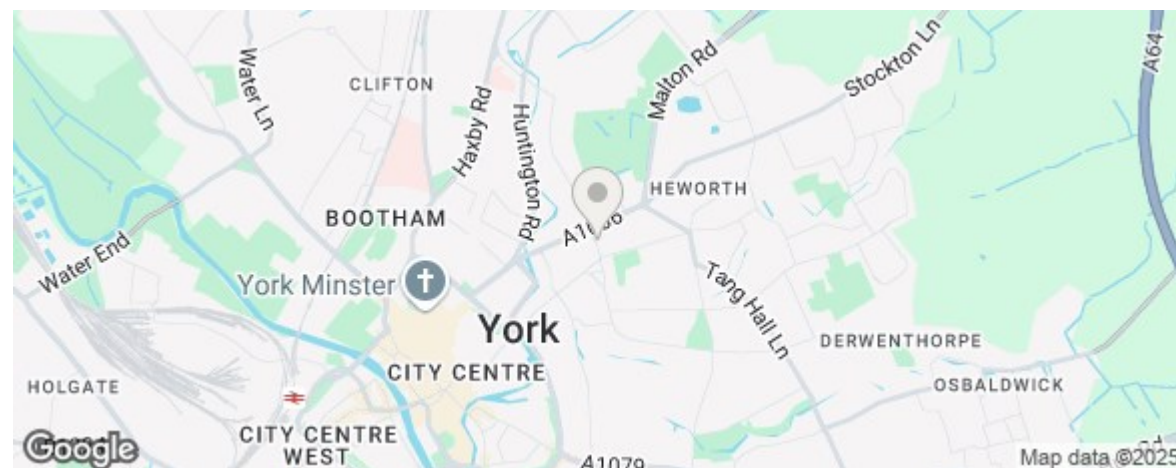 Water Ln
CLIFTON
Haxby Rd
Huntington Rd
Malton Rd
Stockton Ln
A64
HEWORTH
BOOTHAM
Water End
York Minster
York
CITY CENTRE
Tang Hall Ln
DERWENTHORPE
OSBALDWICK
HOLGATE
CITY CENTRE
WEST
A1079
Google
Map data ©2025